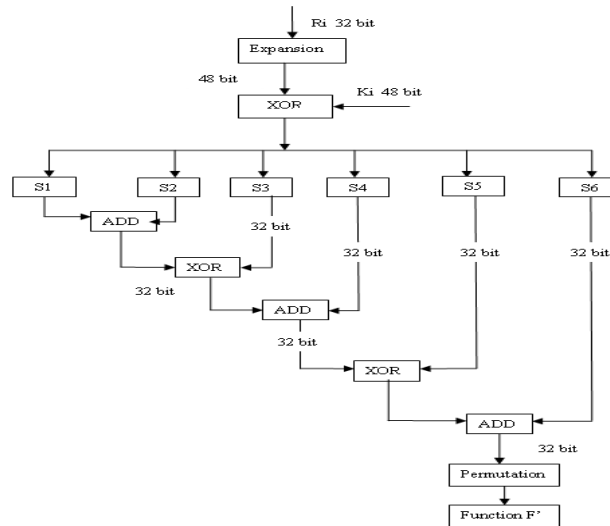 Ri 32 bit
Expansion
48 bit
Ki 48 bit
XOR
S1 S2 S3 S4 S5 S6
ADD
32 bit
32 bit
32 bit
32 bit
XOR
32 bit
ADD
32 bit
XOR
ADD
32 bit
Permutation
Function F'